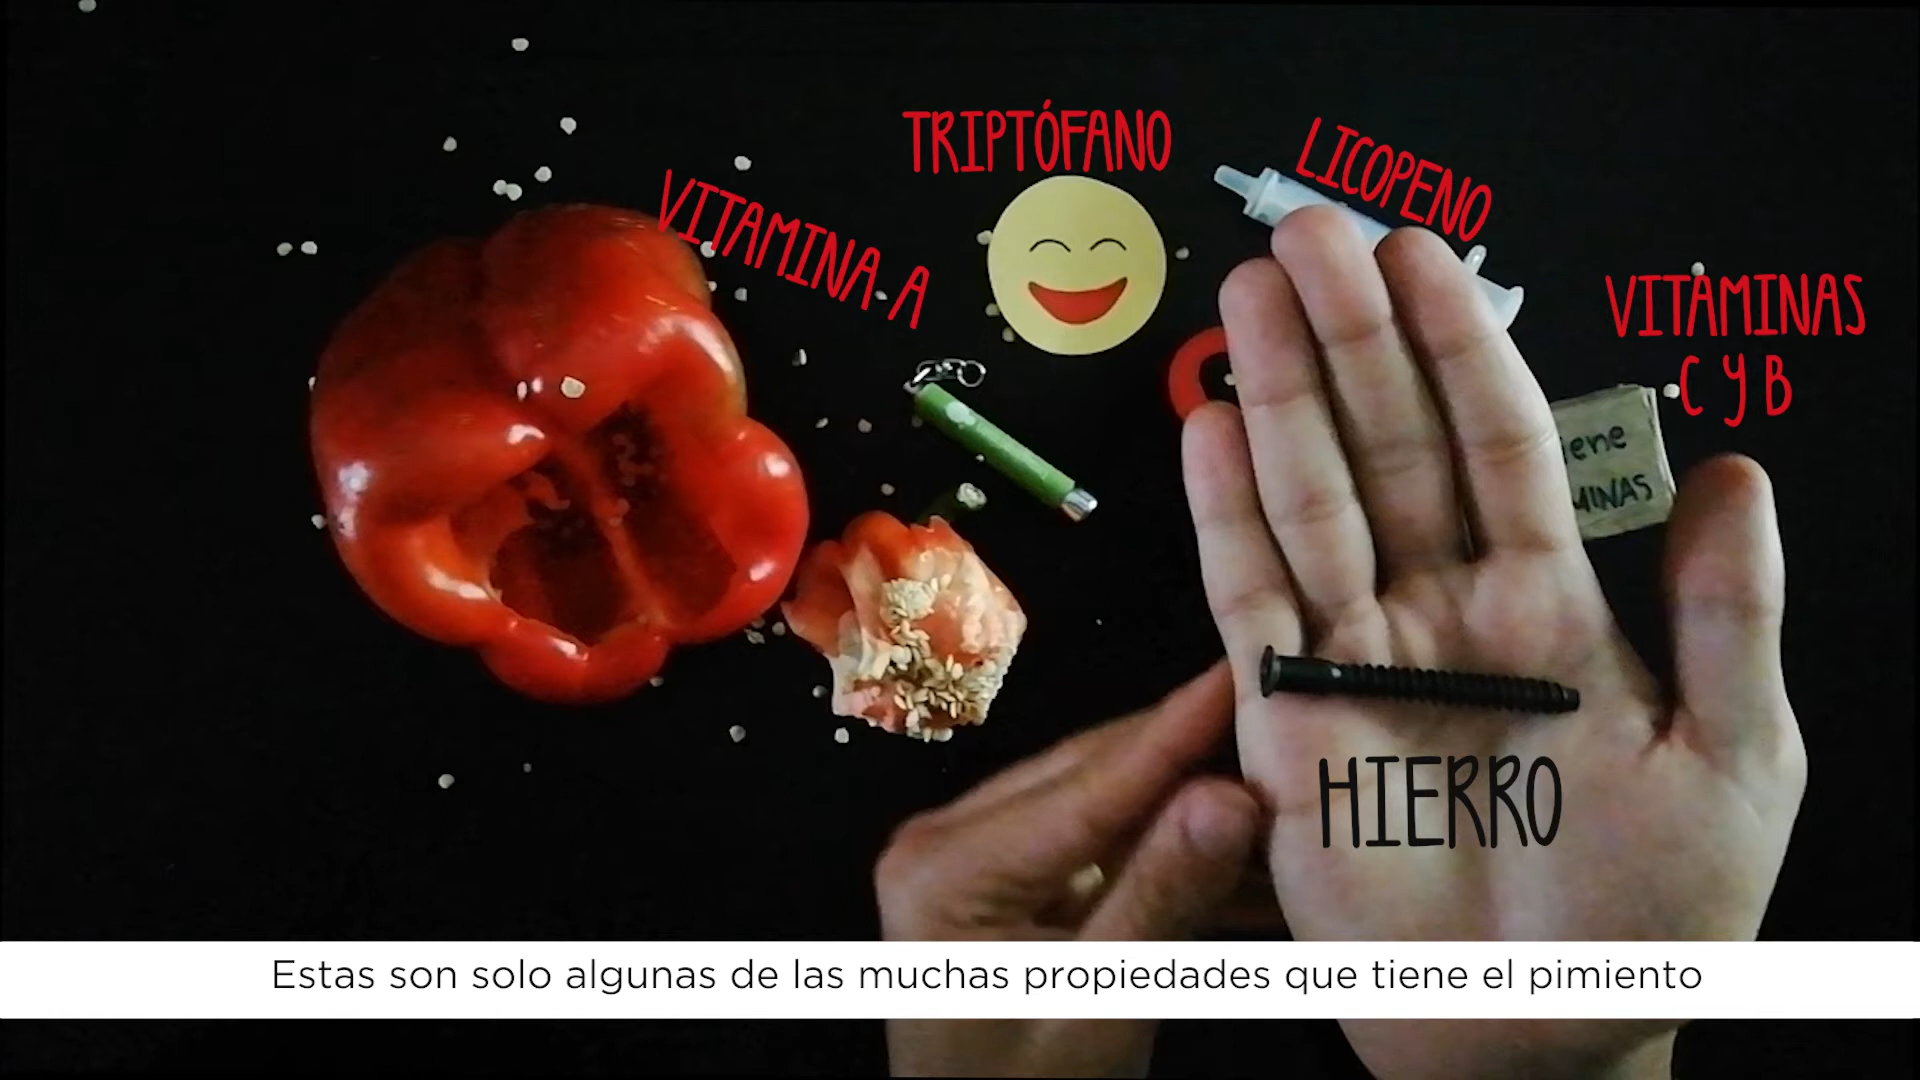 TRIPTÓFANO
LICOPENO
VITAMINA A
VITAMINAS
C Y B
HIERRO
Estas son solo algunas de las muchas propiedades que tiene el pimiento